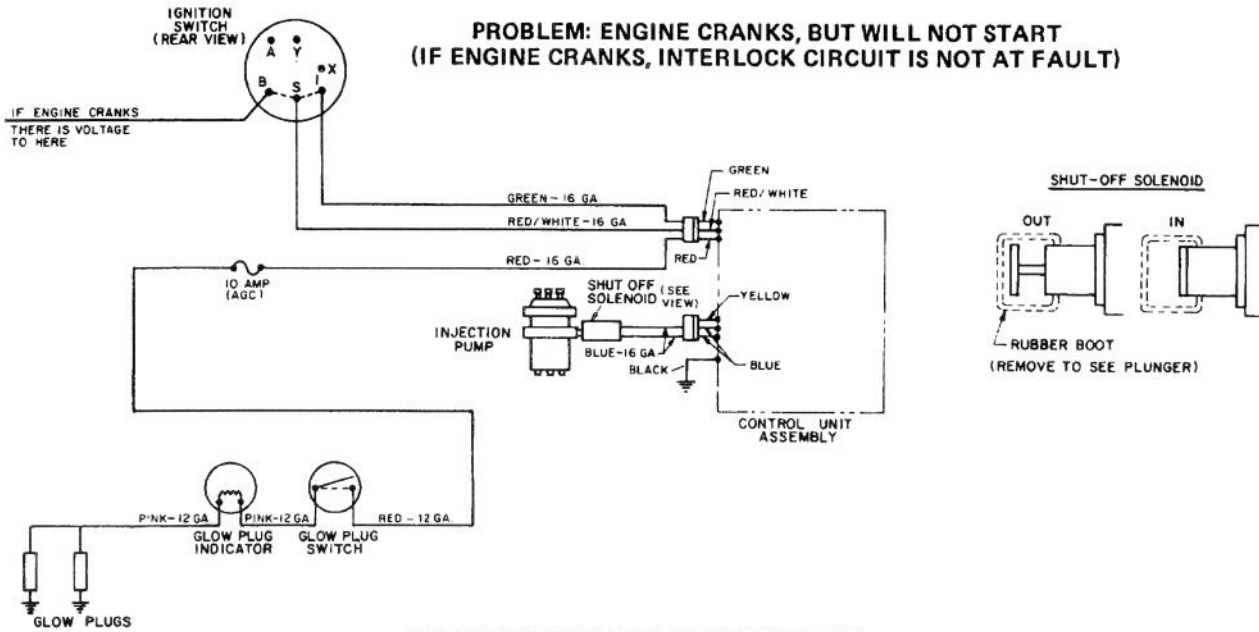 IGNITION
SWITCH
(REAR VIEW)
PROBLEM: ENGINE CRANKS, BUT WILL NOT START
(IF ENGINE CRANKS, INTERLOCK CIRCUIT IS NOT AT FAULT)
A Y
X
B S
IF ENGINE CRANKS
THERE IS VOLTAGE
TO HERE
GREEN
RED/WHITE
GREEN-16 GA.
RED/WHITE-16 GA.
RED
RED-16 GA.
10 AMP
(AGC)
SHUT-OFF SOLENOID
OUT
IN
RUBBER BOOT
(REMOVE TO SEE PLUNGER)
SHUT OFF
SOLENOID
(SEE
VIEW)
YELLOW
INJECTION
PUMP
BLUE-16 GA
BLUE
BLACK
CONTROL UNIT
ASSEMBLY
PINK-12 GA.
PINK-12 GA.
RED-12 GA.
GLOW PLUG
INDICATOR
GLOW PLUG
SWITCH
GLOW PLUGS